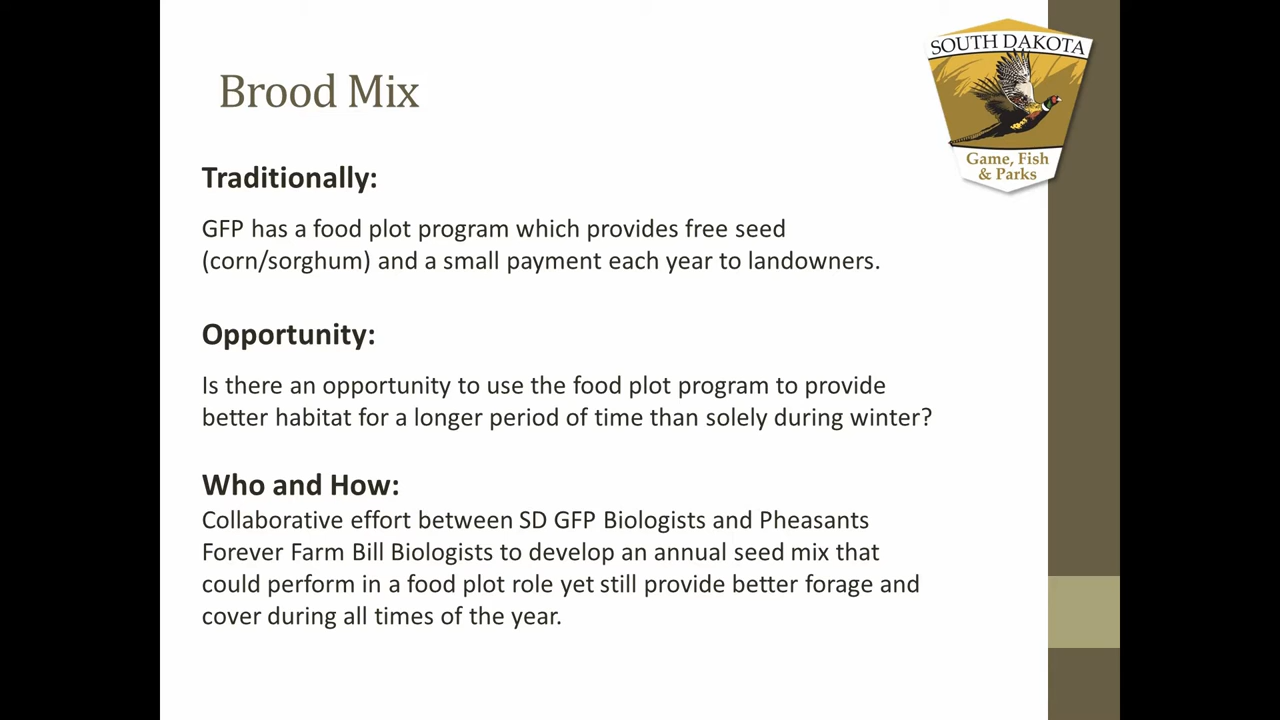 SOUTH DAKOTA
Game, Fish
& Parks
Brood Mix
Traditionally:
GFP has a food plot program which provides free seed
(corn/sorghum) and a small payment each year to landowners.
Opportunity:
Is there an opportunity to use the food plot program to provide
better habitat for a longer period of time than solely during winter?
Who and How:
Collaborative effort between SD GFP Biologists and Pheasants
Forever Farm Bill Biologists to develop an annual seed mix that
could perform in a food plot role yet still provide better forage and
cover during all times of the year.